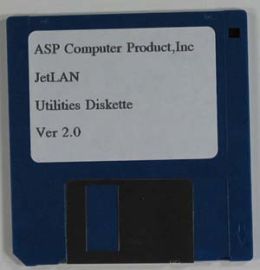 ASP Computer Product,Inc
JetLAN
Utilities Diskette
Ver 2.0